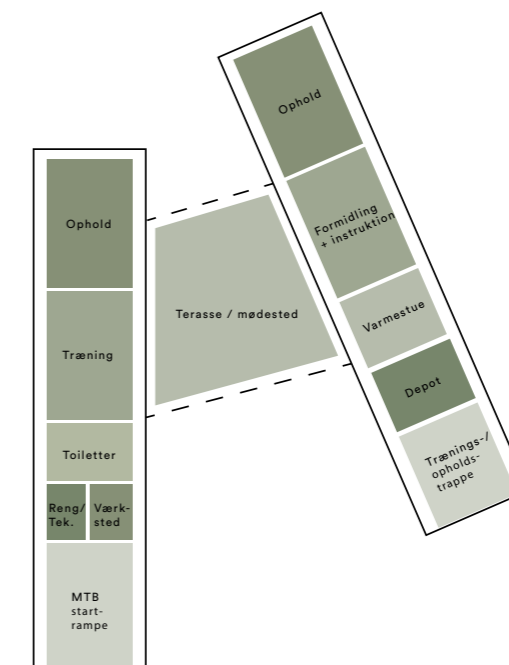 Ophold
Træning
Toiletter
Reng/
Tek.
Værk-
sted
MTB
start-
rampe
Terasse / mødested
Ophold
Formidling
+ instruktion
Varmestue
Depot
Trænings-/
opholds-
trappe